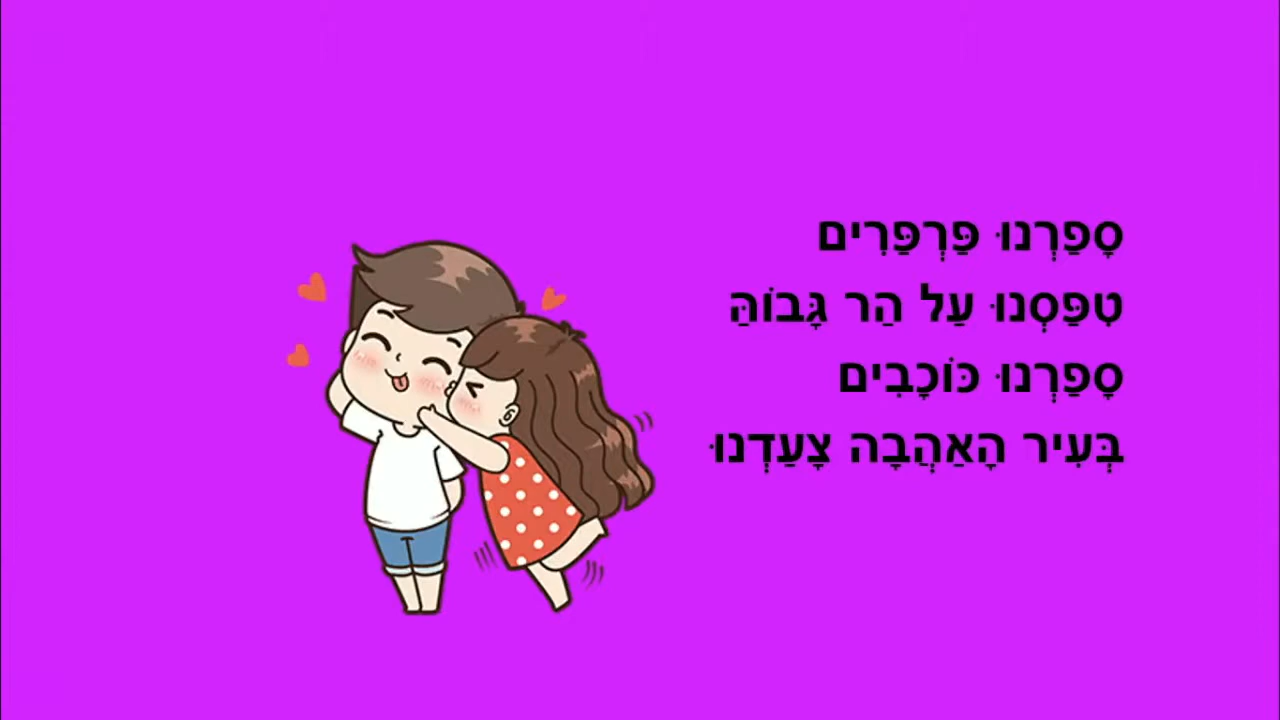 סָפַרְנוּ פַּרְפַּרִים
טִפַּסְנוּ עַל הַר גָּבוֹהַּ
סָפַרְנוּ כּוֹכָבִים
בְּעִיר הָאַהֲבָה צָעַדְנוּ